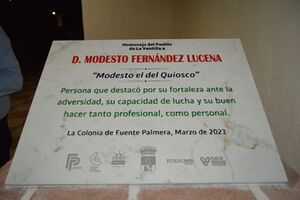 Homenaje del Pueblo
de La Ventilla a
D. MODESTO FERNÁNDEZ LUCENA
"Modesto el del Quiosco"
Persona que destacó por su fortaleza ante la
adversidad, su capacidad de lucha y su buen
hacer tanto profesional, como personal.
La Colonia de Fuente Palmera, Marzo de 2023